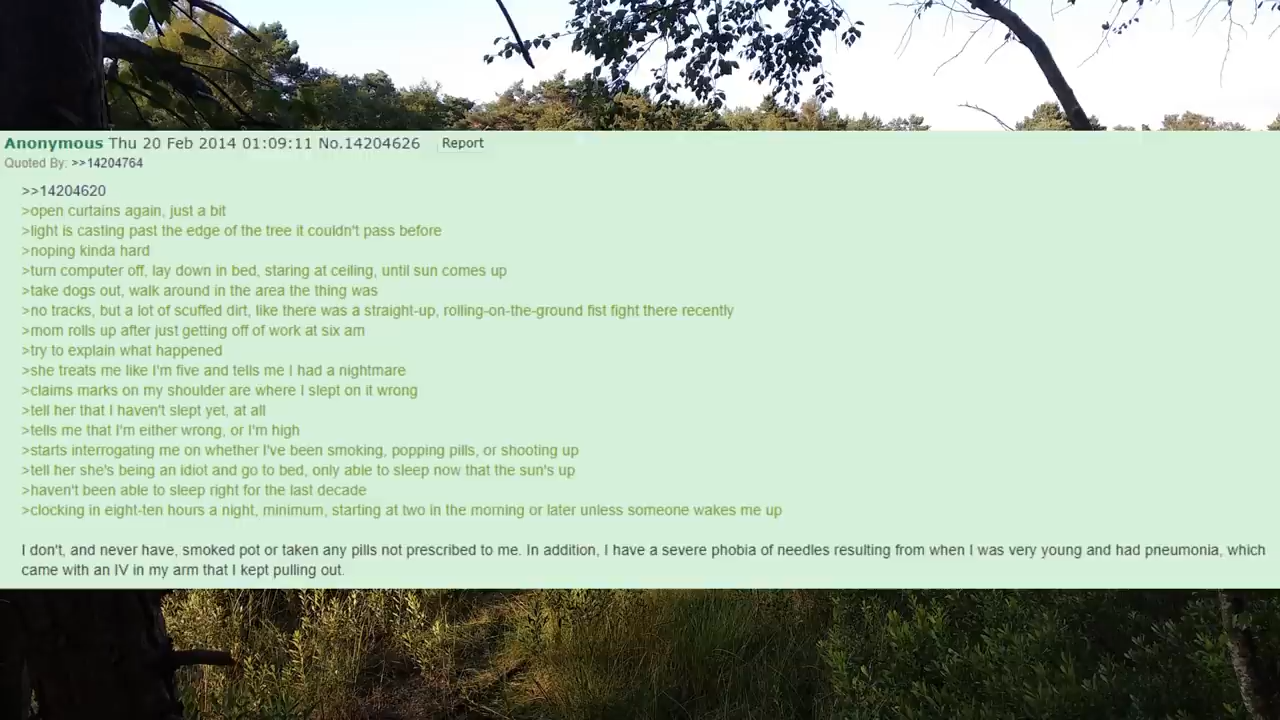 Anonymous Thu 20 Feb 2014 01:09:11 No.14204626 Report
Quoted By: >>14204764
>>14204620
>open curtains again, just a bit
>light is casting past the edge of the tree it couldn't pass before
>noping kinda hard
>turn computer off, lay down in bed, staring at ceiling, until sun comes up
>take dogs out, walk around in the area the thing was
>no tracks, but a lot of scuffed dirt, like there was a straight-up, rolling-on-the-ground fist fight there recently
>mom rolls up after just getting off of work at six am
>try to explain what happened
>she treats me like I'm five and tells me I had a nightmare
>claims marks on my shoulder are where I slept on it wrong
>tell her that I haven't slept yet, at all
>tells me that I'm either wrong, or I'm high
>starts interrogating me on whether I've been smoking, popping pills, or shooting up
>tell her she's being an idiot and go to bed, only able to sleep now that the sun's up
>haven't been able to sleep right for the last decade
>clocking in eight-ten hours a night, minimum, starting at two in the morning or later unless someone wakes me up
I don't, and never have, smoked pot or taken any pills not prescribed to me. In addition, I have a severe phobia of needles resulting from when I was very young and had pneumonia, which
came with an IV in my arm that I kept pulling out.